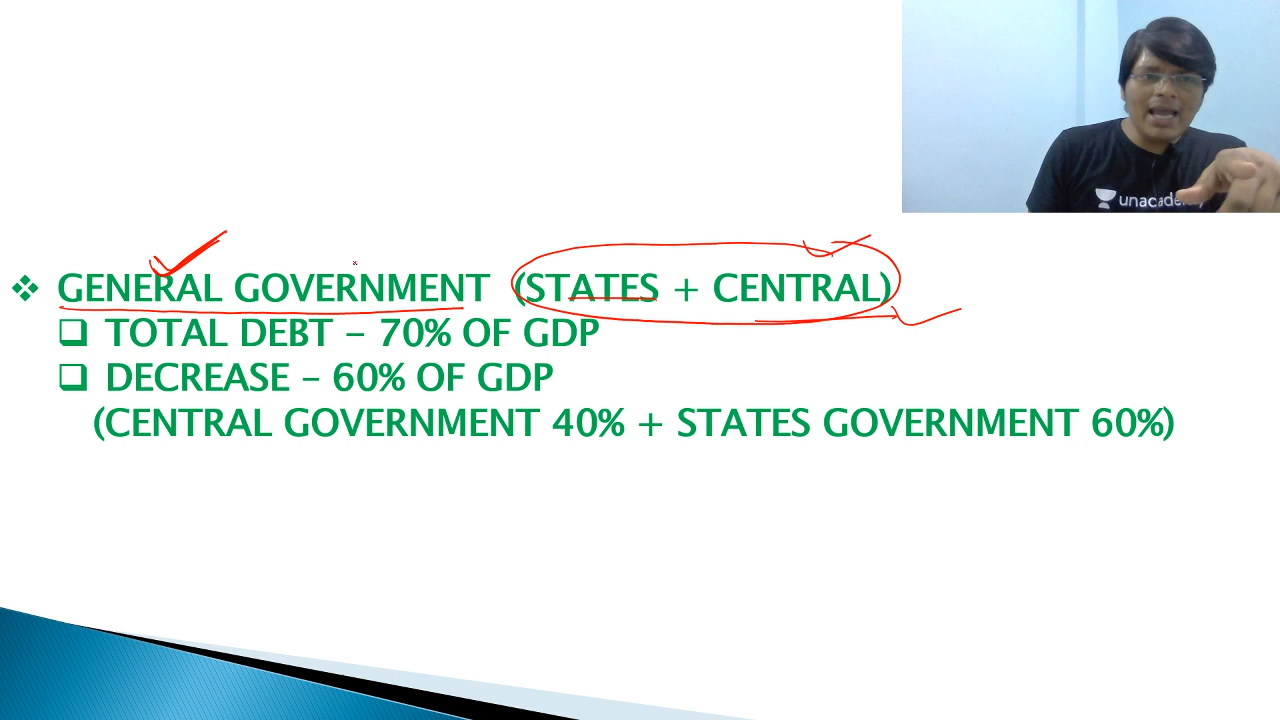 unacademy
❖ GENERAL GOVERNMENT (STATES + CENTRAL)
❑ TOTAL DEBT – 70% OF GDP
❑ DECREASE – 60% OF GDP
(CENTRAL GOVERNMENT 40% + STATES GOVERNMENT 60%)